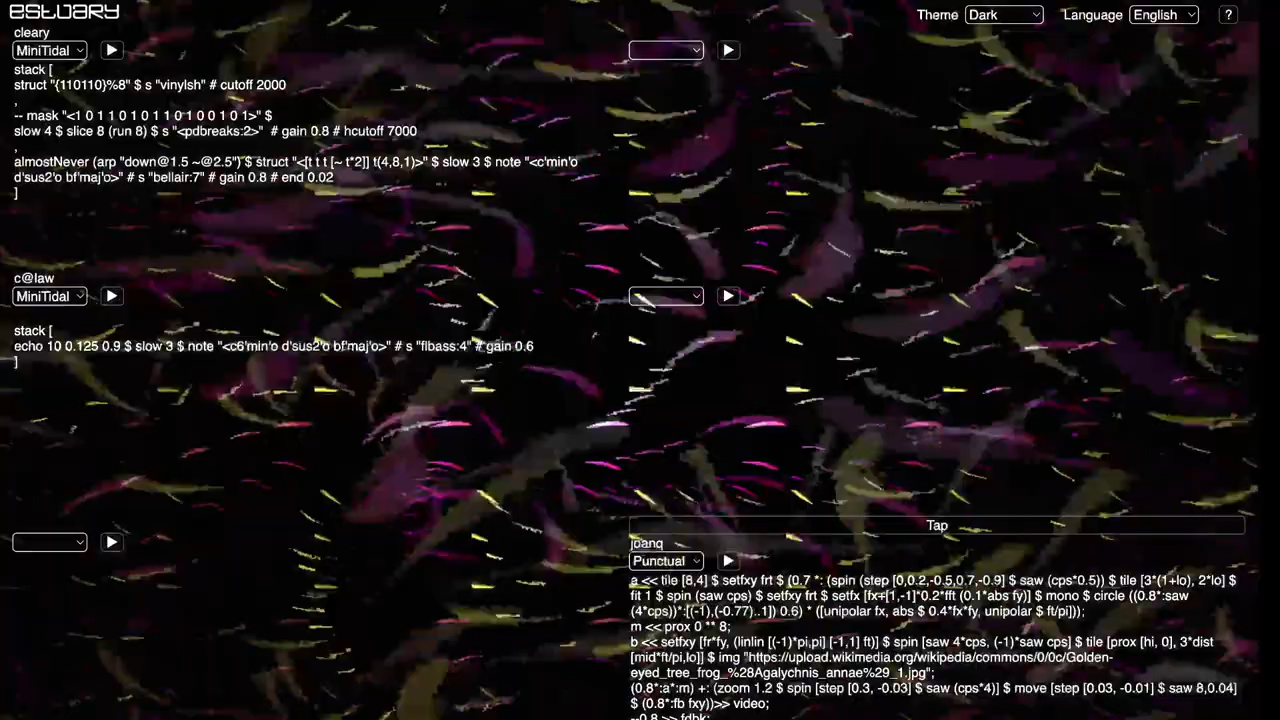 estuary
Theme Dark Language English ?
cleary
MiniTidal
stack [
struct "{110110}%8" $ s "vinylsh" # cutoff 2000
,
-- mask "<1 0 1 1 0 1 0 1 1 0 1 0 0 1 0 1>" $
slow 4 $ slice 8 (run 8) $ s "<pdbreaks:2>" # gain 0.8 # hcutoff 7000
,
almostNever (arp "down@1.5 ~@2.5") $ struct "<[t t t [~ t*2]] t(4,8,1)>" $ slow 3 $ note "<c'min'o
d'sus2'o bf'maj'o>" # s "bellair:7" # gain 0.8 # end 0.02
]
c@law
MiniTidal
stack [
echo 10 0.125 0.9 $ slow 3 $ note "<c6'min'o d'sus2'o bf'maj'o>" # s "flbass:4" # gain 0.6
]
Tap
jpanq
Punctual
a << tile [8,4] $ setfxy frt $ (0.7 *: (spin (step [0,0.2,-0.5,0.7,-0.9] $ saw (cps*0.5)) $ tile [3*(1+lo), 2*lo] $
fit 1 $ spin (saw cps) $ setfxy frt $ setfx [fx+[1,-1]*0.2*fft (0.1*abs fy)] $ mono $ circle ((0.8*:saw
(4*cps))*:[(-1),(-0.77)..1]) 0.6) * ([unipolar fx, abs $ 0.4*fx*fy, unipolar $ ft/pi]));
m << prox 0 ** 8;
b << setfxy [fr*fy, (linlin [(-1)*pi,pi] [-1,1] ft)] $ spin [saw 4*cps, (-1)*saw cps] $ tile [prox [hi, 0], 3*dist
[mid*ft/pi,lo]] $ img "https://upload.wikimedia.org/wikipedia/commons/0/0c/Golden-
eyed_tree_frog_%28Agalychnis_annae%29_1.jpg";
(0.8*:a*:m) +: (zoom 1.2 $ spin [step [0.3, -0.03] $ saw (cps*4)] $ move [step [0.03, -0.01] $ saw 8,0.04]
$ (0.8*:fb fxy))>> video;
--0.8 >> fdbk;